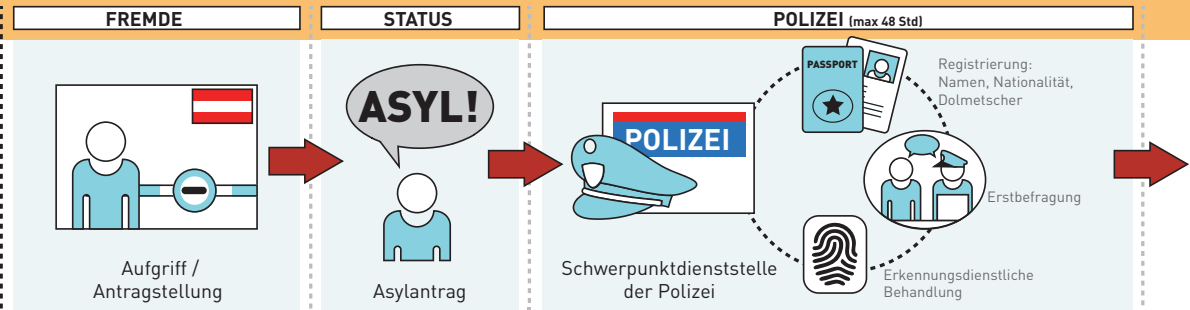 FREMDE
STATUS
POLIZEI (max 48 Std)
ASYL!
POLIZEI
PASSPORT
Registrierung:
Namen, Nationalität,
Dolmetscher
Erstbefragung
Aufgriff /
Antragstellung
Asylantrag
Schwerpunktdienststelle
der Polizei
Erkennungsdienstliche
Behandlung